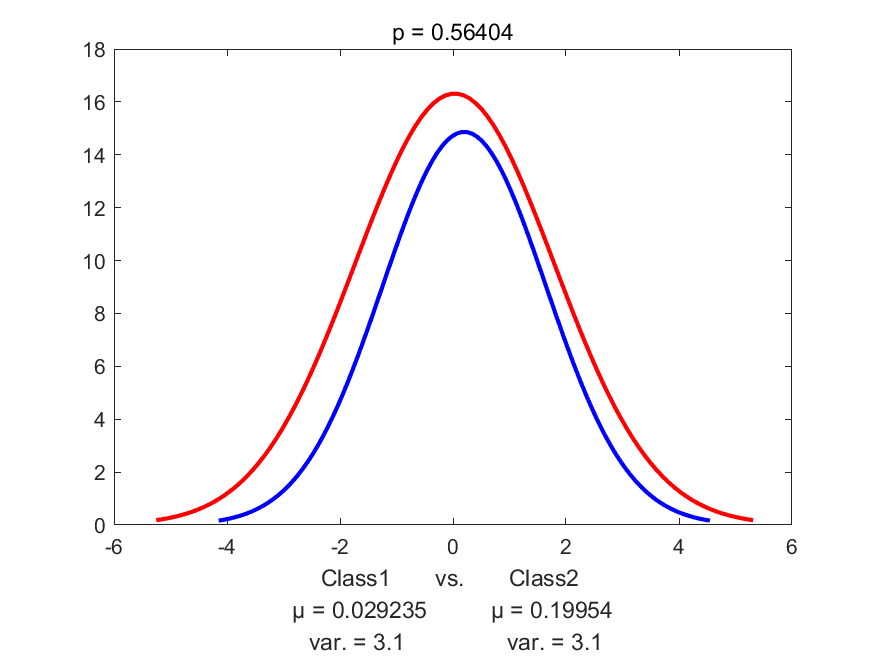 p = 0.56404
18
16
14
12
10
8
6
4
2
0
-6 -4 -2 0 2 4 6
Class1 vs. Class2
μ = 0.029235 μ = 0.19954
var. = 3.1 var. = 3.1